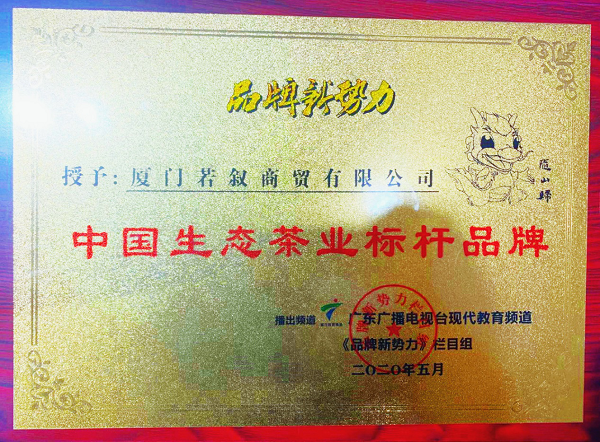 品牌新势力
授予：厦门若叙商贸有限公司
中国生态茶业标杆品牌
播出频道 广东广播电视台现代教育频道
《品牌新势力》栏目组
二〇二〇年五月